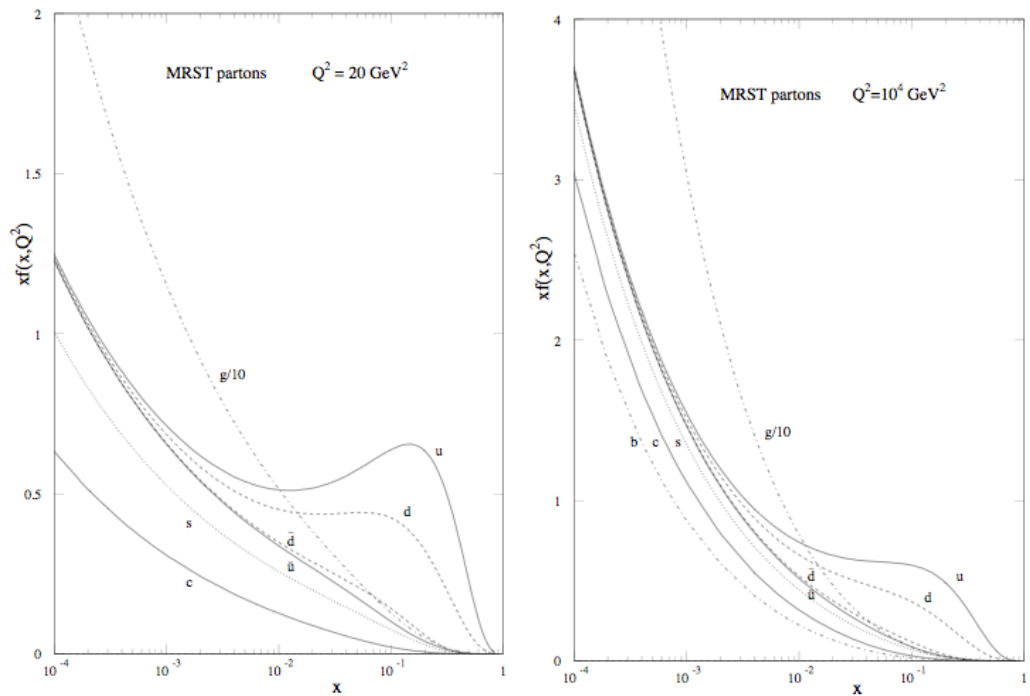 2
MRST partons Q² = 20 GeV²
1.5
xf(x,Q²)
1
g/10
u
0.5
d
s
d̄
ū
c
0
10⁻⁴
10⁻³
10⁻²
10⁻¹
1
x
4
MRST partons Q²=10⁴ GeV²
3
xf(x,Q²)
2
b
c
s
g/10
1
d̄
ū
u
d
0
10⁻⁴
10⁻³
10⁻²
10⁻¹
1
x